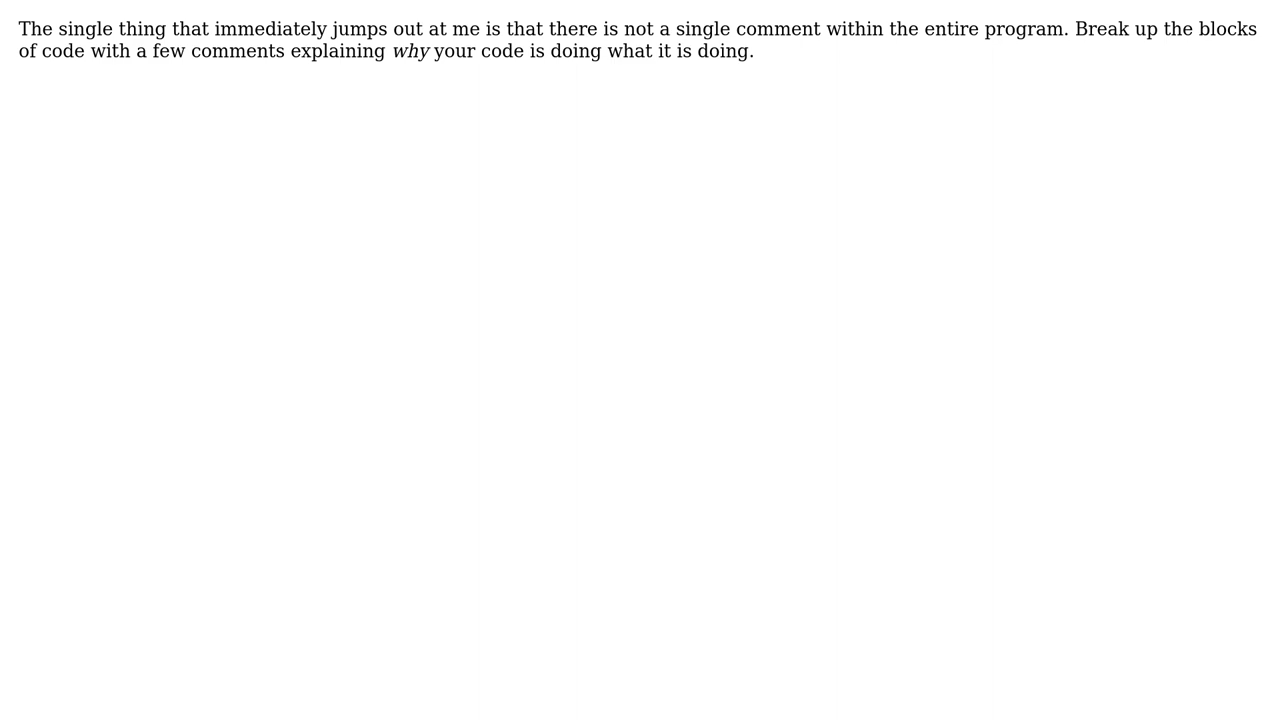 The single thing that immediately jumps out at me is that there is not a single comment within the entire program. Break up the blocks
of code with a few comments explaining why your code is doing what it is doing.